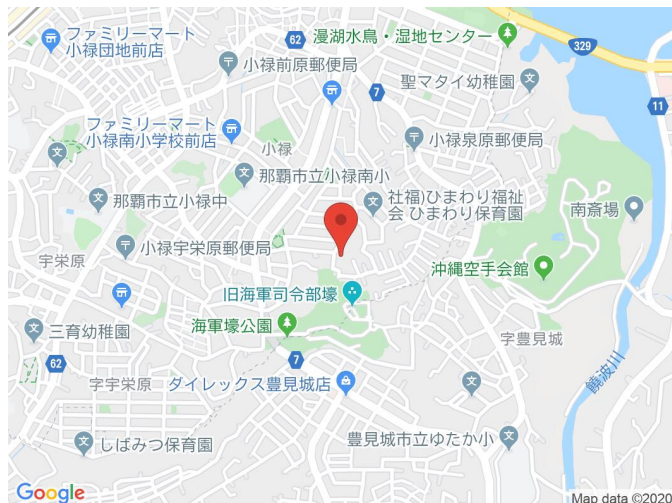 ファミリーマート
小禄団地前店
62
小禄前原郵便局
漫湖水鳥・湿地センター
329
聖マタイ幼稚園
7
11
ファミリーマート
小禄南小学校前店
小禄
小禄泉原郵便局
那覇市立小禄南小
那覇市立小禄中
社福)ひまわり福祉
会 ひまわり保育園
南斎場
小禄宇栄原郵便局
宇栄原
沖縄空手会館
旧海軍司令部壕
海軍壕公園
字豊見城
三育幼稚園
62
7
饒波川
字宇栄原
ダイレックス豊見城店
しばみつ保育園
豊見城市立ゆたか小
Google
Map data ©2020